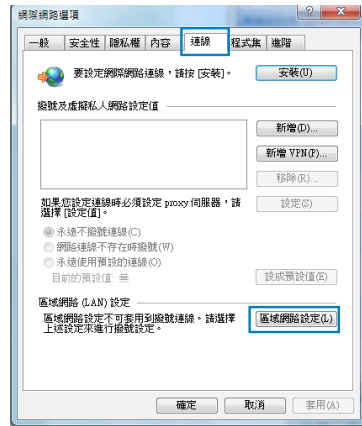 網際網路選項
一般 安全性 隱私權 內容 連線 程式集 進階
要設定網際網路連線，請按 [安裝]。 安裝(U)
撥號及虛擬私人網路設定值
新增(D)...
新增 VPN(P)...
移除(R)...
如果您設定連線時必須設定 proxy 伺服器，請
選擇 [設定值]。
設定(S)
永遠不撥號連線(C)
網路連線不存在時撥號(W)
永遠使用預設的連線(O)
目前的預設值: 無 設成預設值(E)
區域網路 (LAN) 設定
區域網路設定不可套用到撥號連線。請選擇
上述設定來進行撥號設定。
區域網路設定(L)
確定 取消 套用(A)